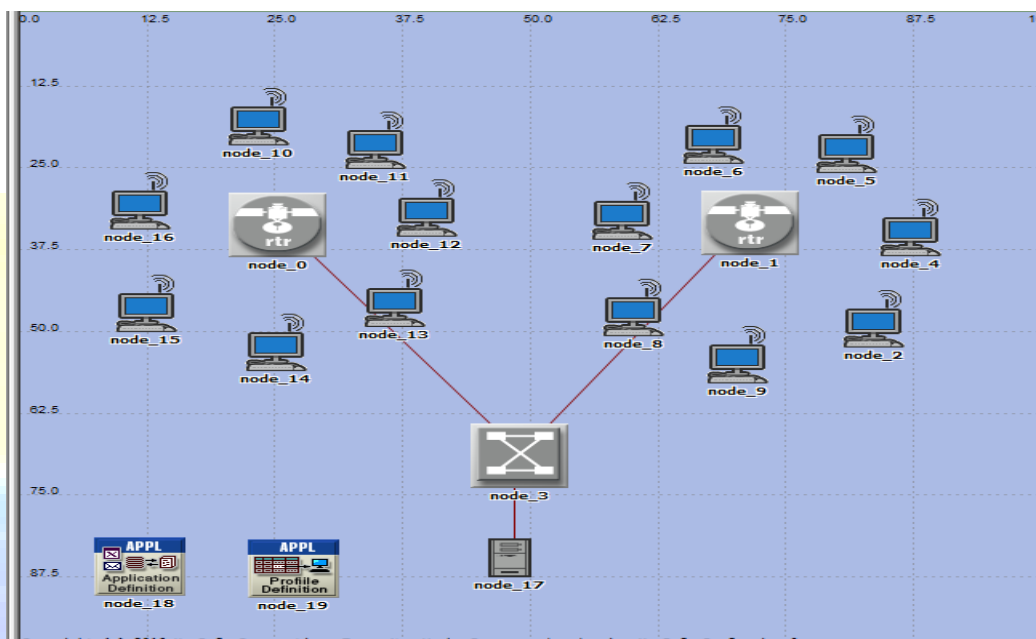 0.0 12.5 25.0 37.5 50.0 62.5 75.0 87.5
12.5
node_10
node_11
node_6
node_5
25.0
node_16
node_12
node_7
rtr
node_0
rtr
node_1
node_4
37.5
node_15
node_13
node_8
node_2
50.0
node_14
node_9
62.5
node_3
75.0
APPL
Application
Definition
node_18
APPL
Profile
Definition
node_19
node_17
87.5